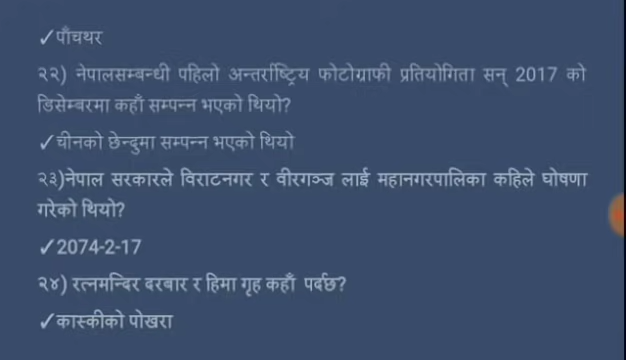 ✓पाँचथर
२२) नेपालसम्बन्धी पहिलो अन्तर्राष्ट्रिय फोटोग्राफी प्रतियोगिता सन् 2017 को
डिसेम्बरमा कहाँ सम्पन्न भएको थियो?
✓चीनको छेन्दुमा सम्पन्न भएको थियो
२३)नेपाल सरकारले विराटनगर र वीरगञ्ज लाई महानगरपालिका कहिले घोषणा
गरेको थियो?
✓2074-2-17
२४) रत्नमन्दिर दरबार र हिमा गृह कहाँ पर्दछ?
✓कास्कीको पोखरा